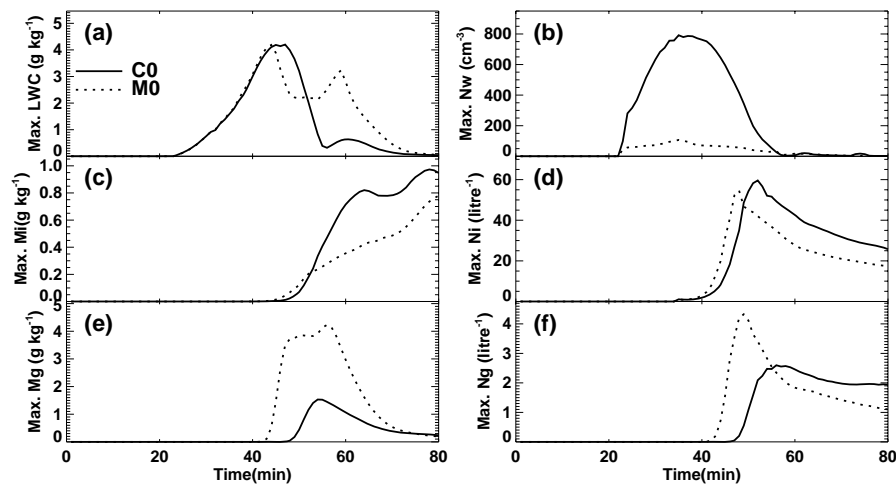 (a)
Max. LWC (g kg⁻¹)
5
4
3
2
1
0
C0
M0
(b)
Max. Nw (cm⁻³)
800
600
400
200
0
(c)
Max. Mi(g kg⁻¹)
1.0
0.8
0.6
0.4
0.2
0.0
(d)
Max. Ni (litre⁻¹)
60
40
20
0
(e)
Max. Mg (g kg⁻¹)
5
4
3
2
1
0
0 20 40 60 80
Time(min)
(f)
Max. Ng (litre⁻¹)
4
3
2
1
0
0 20 40 60 80
Time(min)